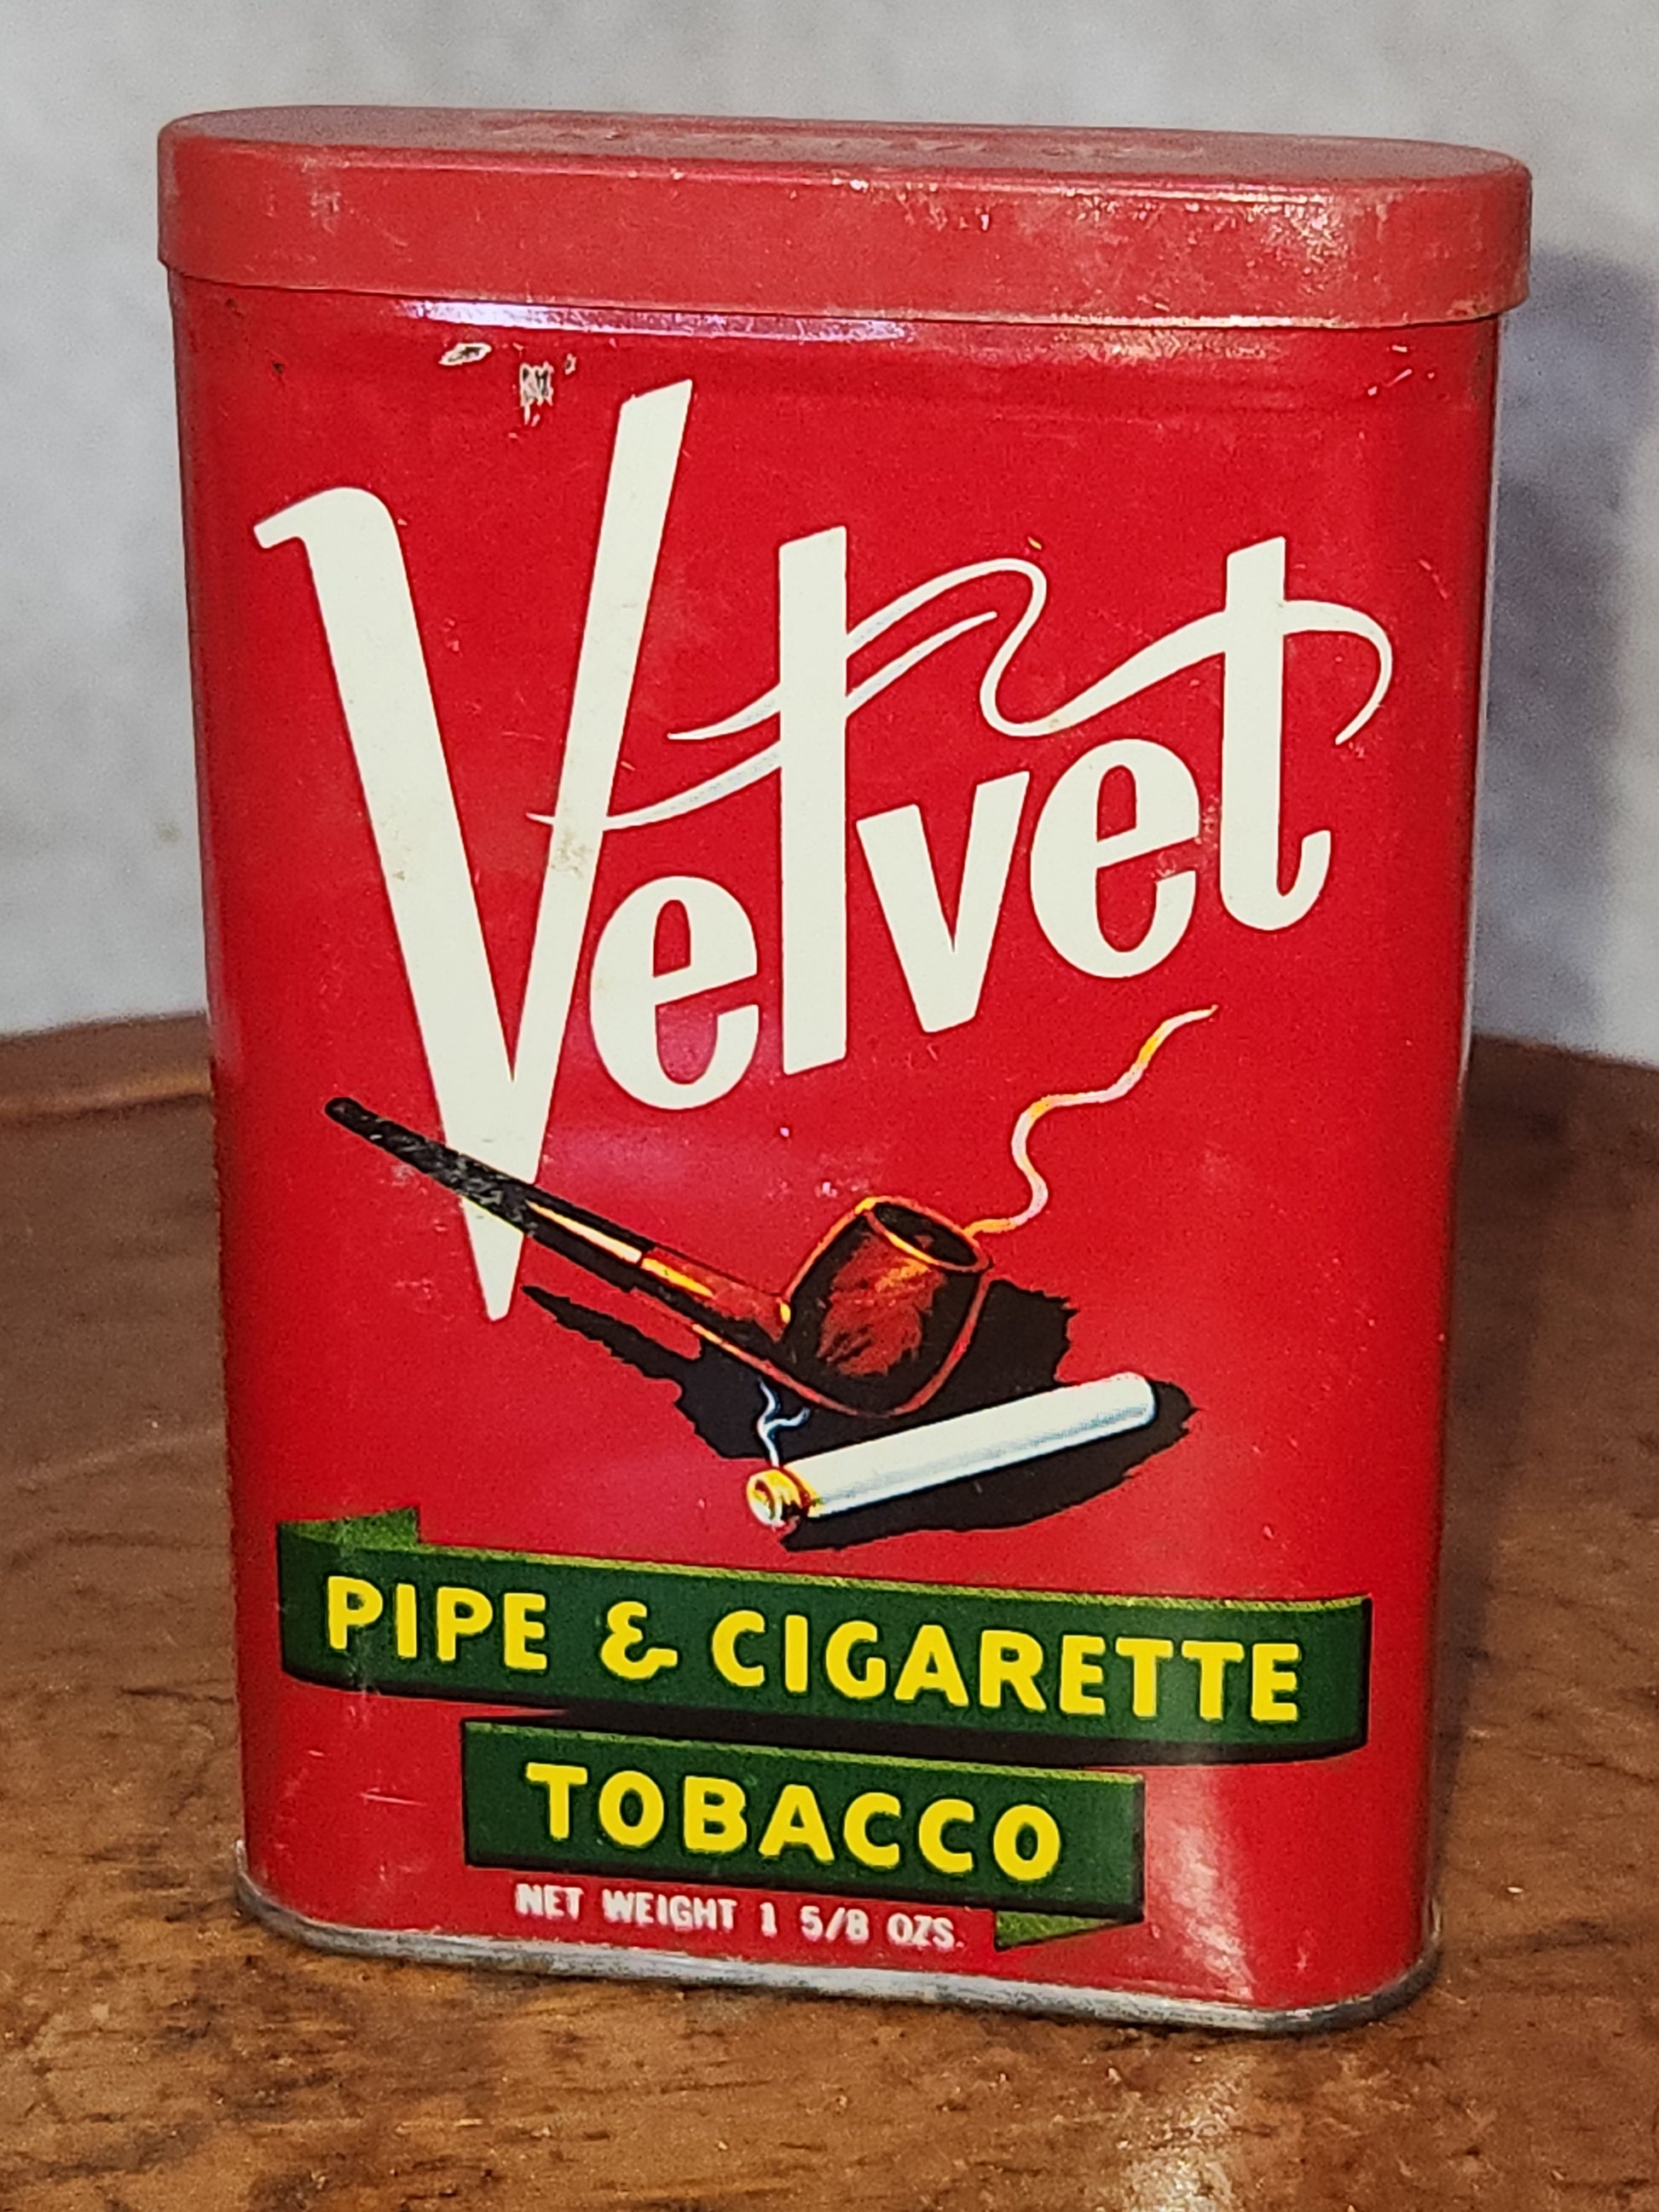 Velvet
PIPE & CIGARETTE
TOBACCO
NET WEIGHT 1 5/8 OZS.